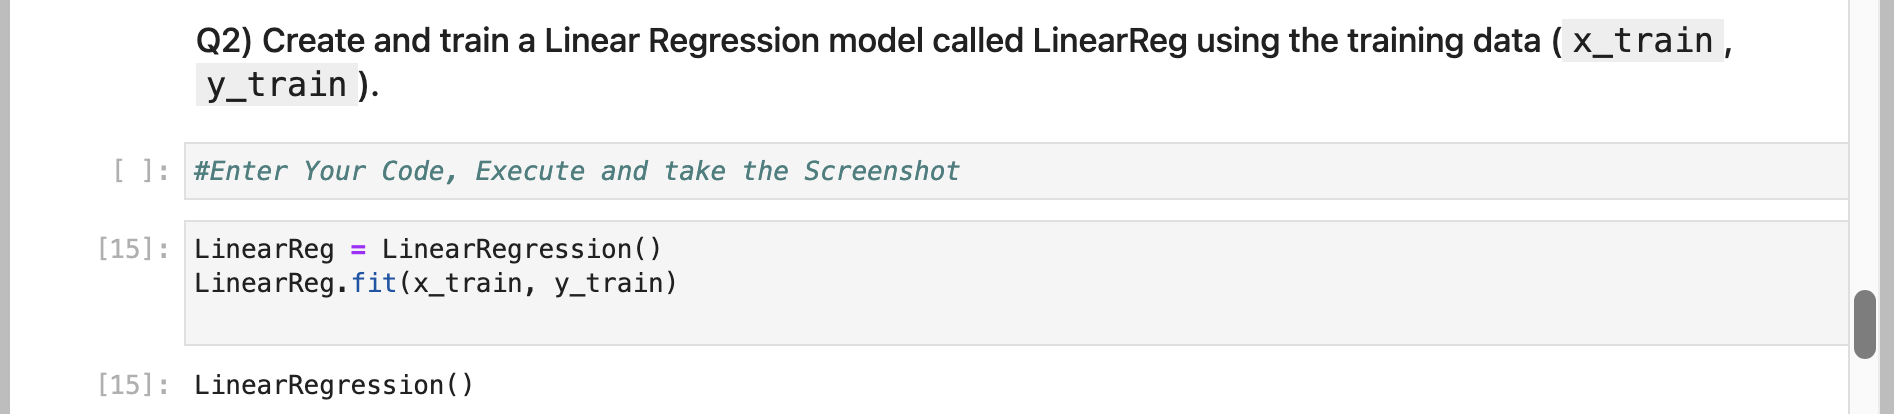 Q2) Create and train a Linear Regression model called LinearReg using the training data ( x_train ,
y_train ).
[ ]: #Enter Your Code, Execute and take the Screenshot
[15]: LinearReg = LinearRegression()
LinearReg.fit(x_train, y_train)
[15]: LinearRegression()